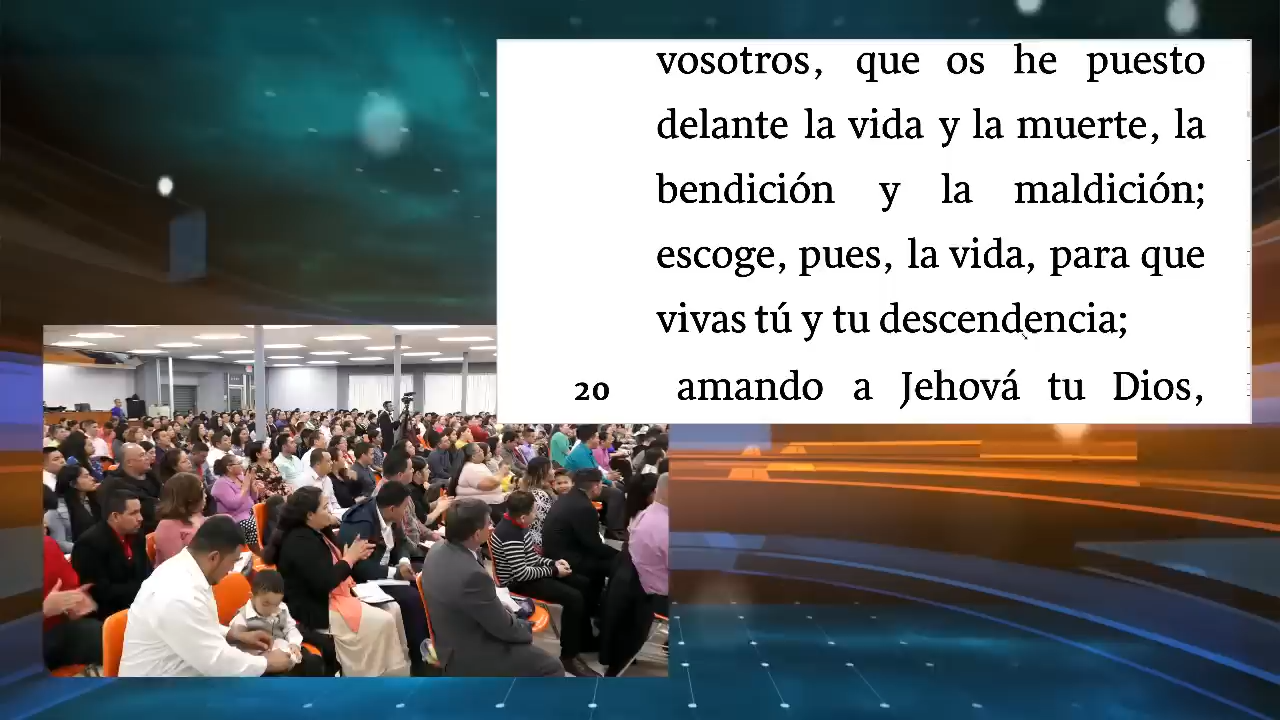 vosotros, que os he puesto
delante la vida y la muerte, la
bendición y la maldición;
escoge, pues, la vida, para que
vivas tú y tu descendencia;
20 amando a Jehová tu Dios,